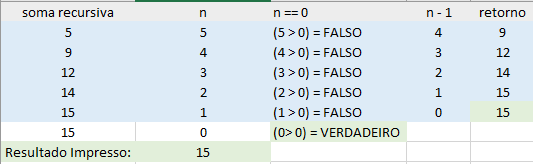 soma recursiva n n == 0 n - 1 retorno
5 5 (5 > 0) = FALSO 4 9
9 4 (4 > 0) = FALSO 3 12
12 3 (3 > 0) = FALSO 2 14
14 2 (2 > 0) = FALSO 1 15
15 1 (1 > 0) = FALSO 0 15
15 0 (0> 0) = VERDADEIRO
Resultado Impresso: 15